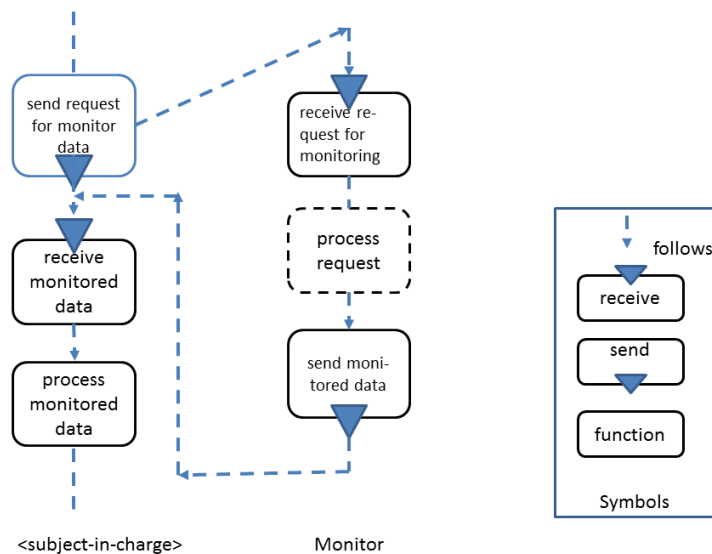 send request
for monitor
data
receive
monitored
data
process
monitored
data
<subject-in-charge>
receive re-
quest for
monitoring
process
request
send moni-
tored data
Monitor
follows
receive
send
function
Symbols